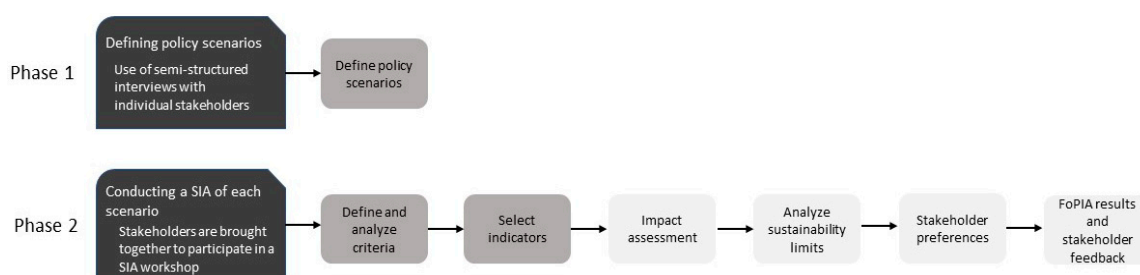 Phase 1
Defining policy scenarios
Use of semi-structured
interviews with
individual stakeholders
Define policy
scenarios
Phase 2
Conducting a SIA of each
scenario
Stakeholders are brought
together to participate in a
SIA workshop
Define and
analyze
criteria
Select
indicators
Impact
assessment
Analyze
sustainability
limits
Stakeholder
preferences
FoPIA results
and
stakeholder
feedback